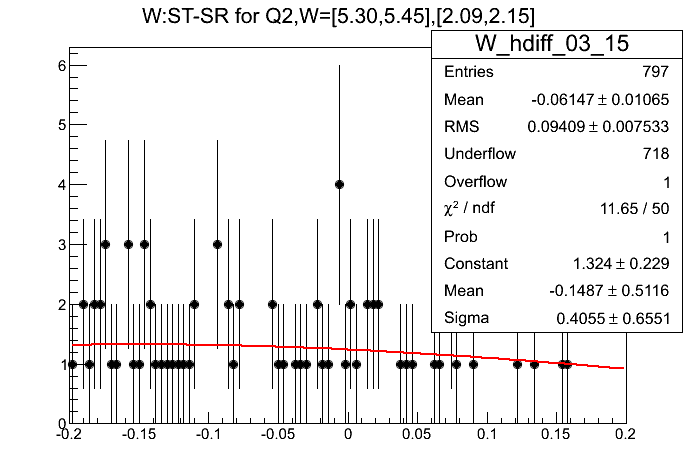 W:ST-SR for Q2,W=[5.30,5.45],[2.09,2.15]
W_hdiff_03_15
Entries 797
Mean -0.06147 ± 0.01065
RMS 0.09409 ± 0.007533
Underflow 718
Overflow 1
χ² / ndf 11.65 / 50
Prob 1
Constant 1.324 ± 0.229
Mean -0.1487 ± 0.5116
Sigma 0.4055 ± 0.6551
6
5
4
3
2
1
0
-0.2 -0.15 -0.1 -0.05 0 0.05 0.1 0.15 0.2